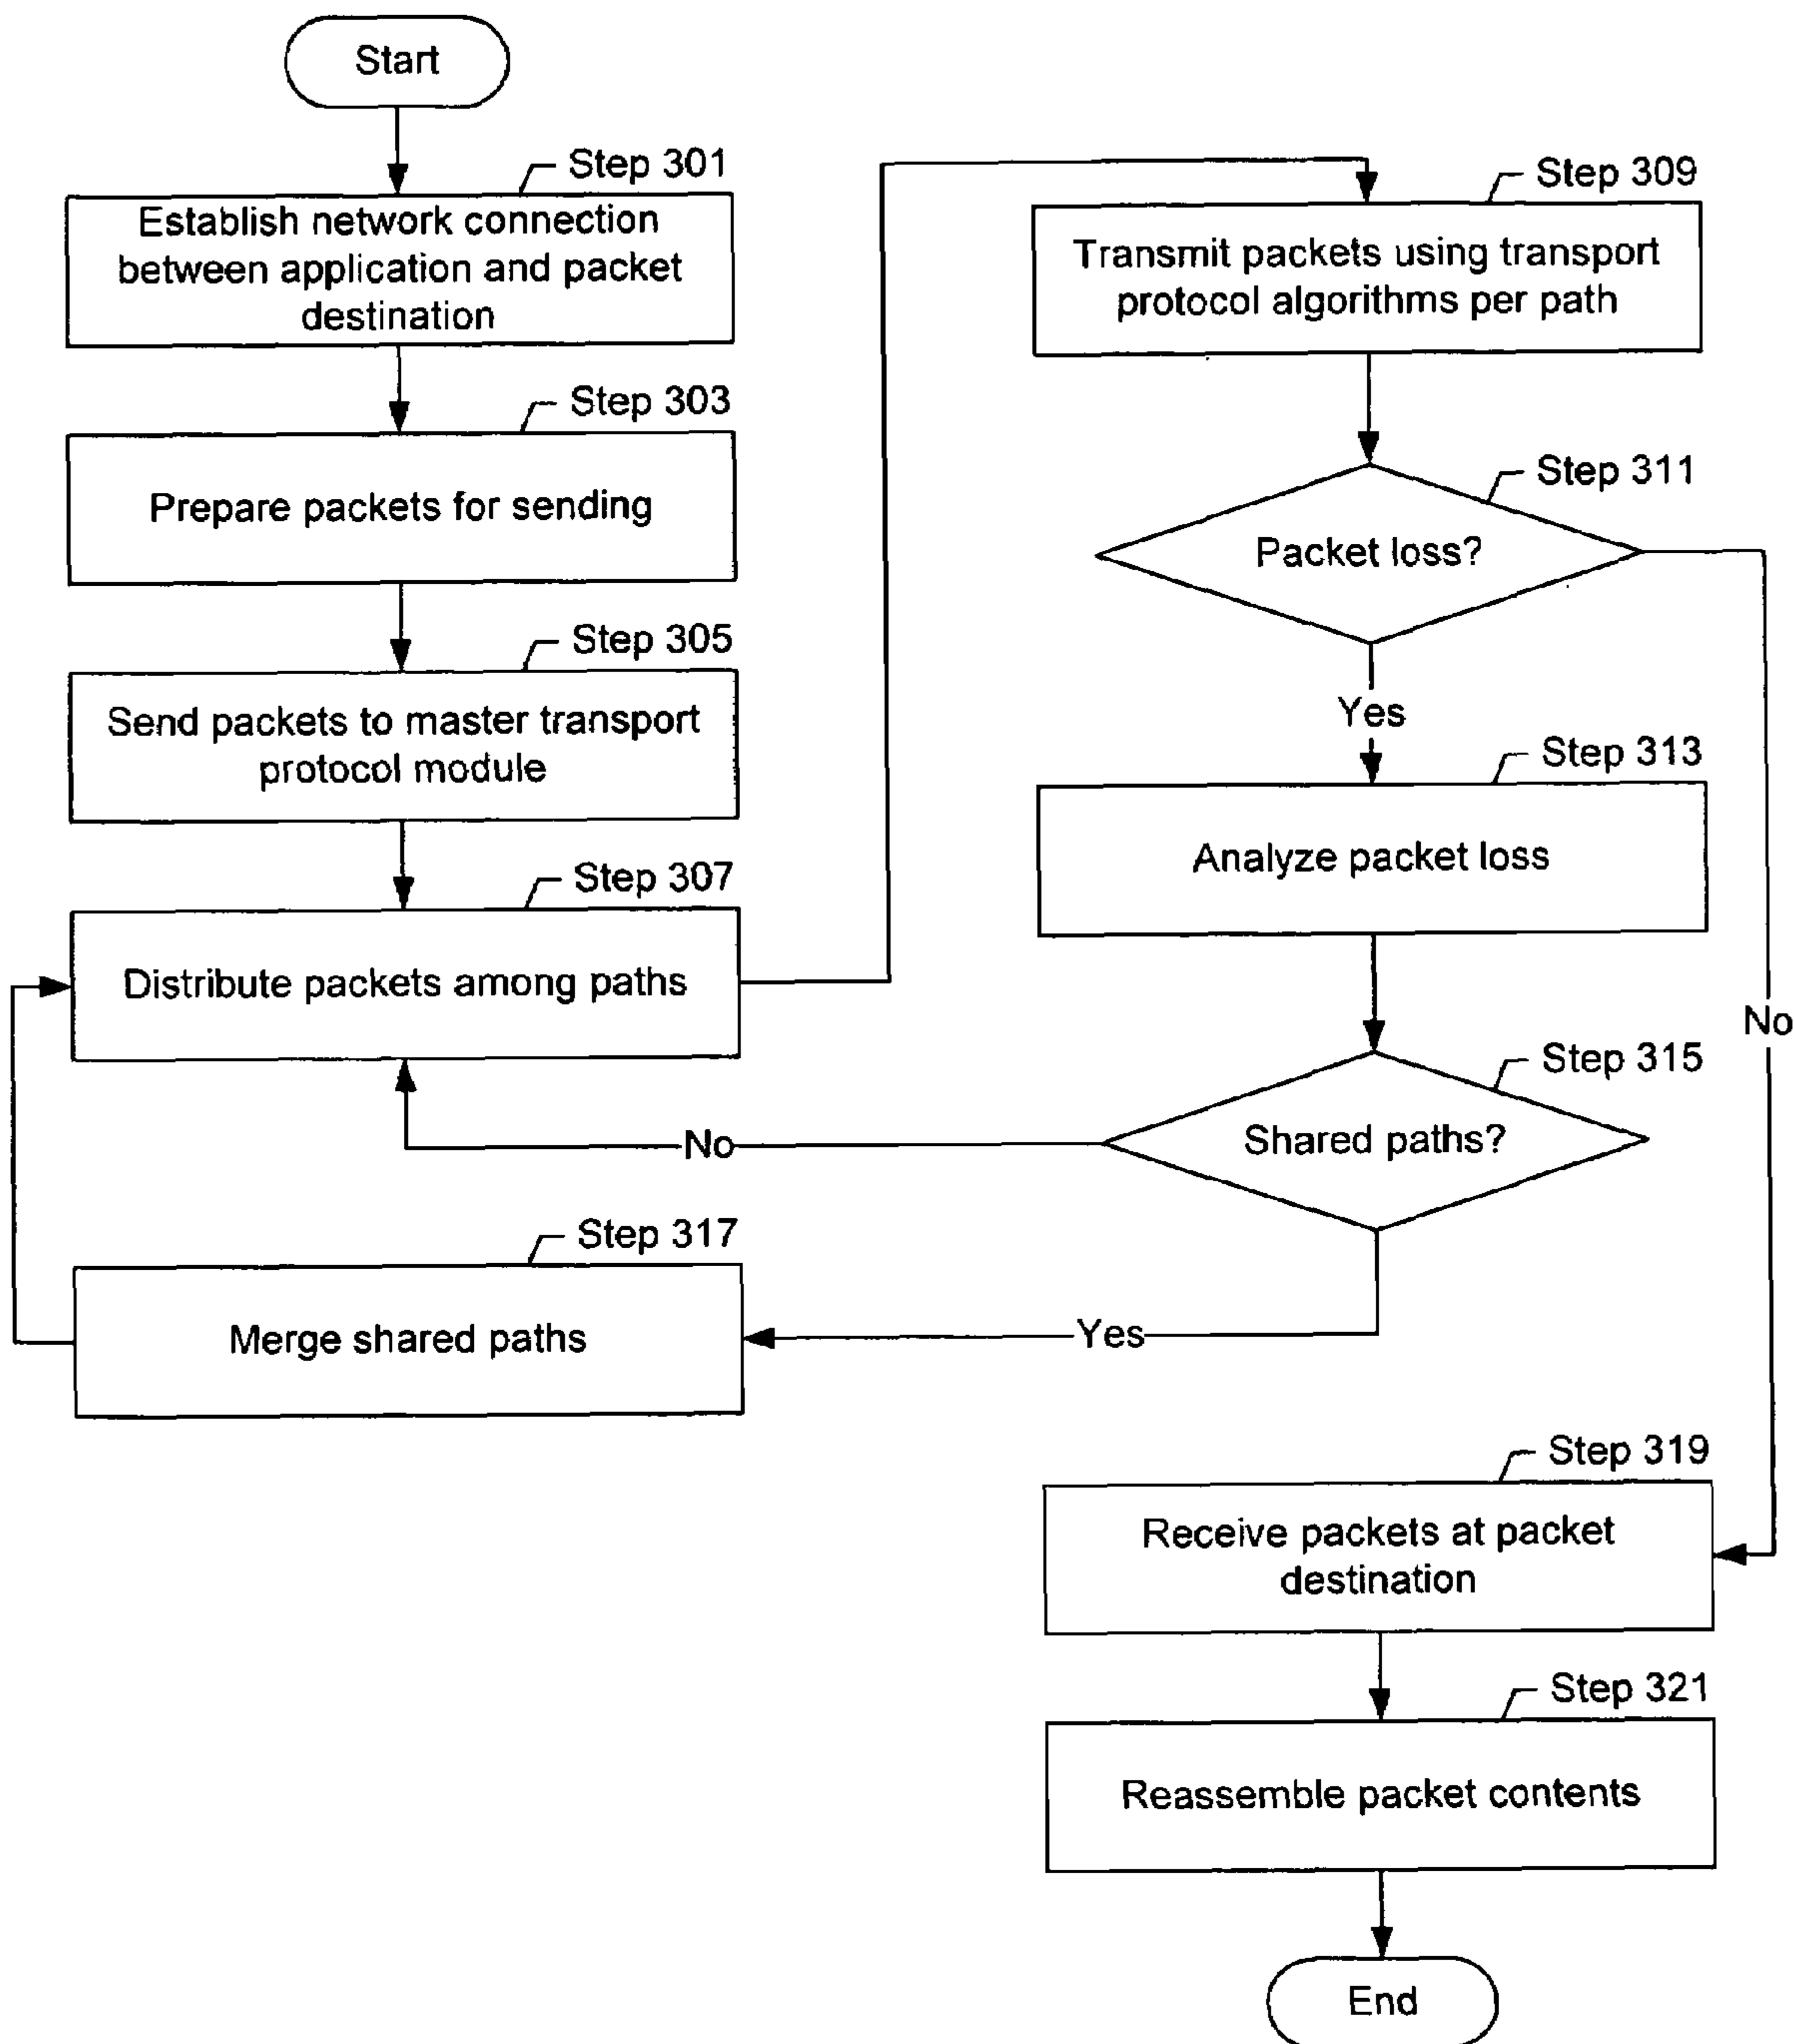 Start
Step 301
Establish network connection
between application and packet
destination
Step 303
Prepare packets for sending
Step 305
Send packets to master transport
protocol module
Step 307
Distribute packets among paths
Step 309
Transmit packets using transport
protocol algorithms per path
Step 311
Packet loss?
Yes
No
Step 313
Analyze packet loss
Step 315
Shared paths?
No
Yes
Step 317
Merge shared paths
Step 319
Receive packets at packet
destination
Step 321
Reassemble packet contents
End